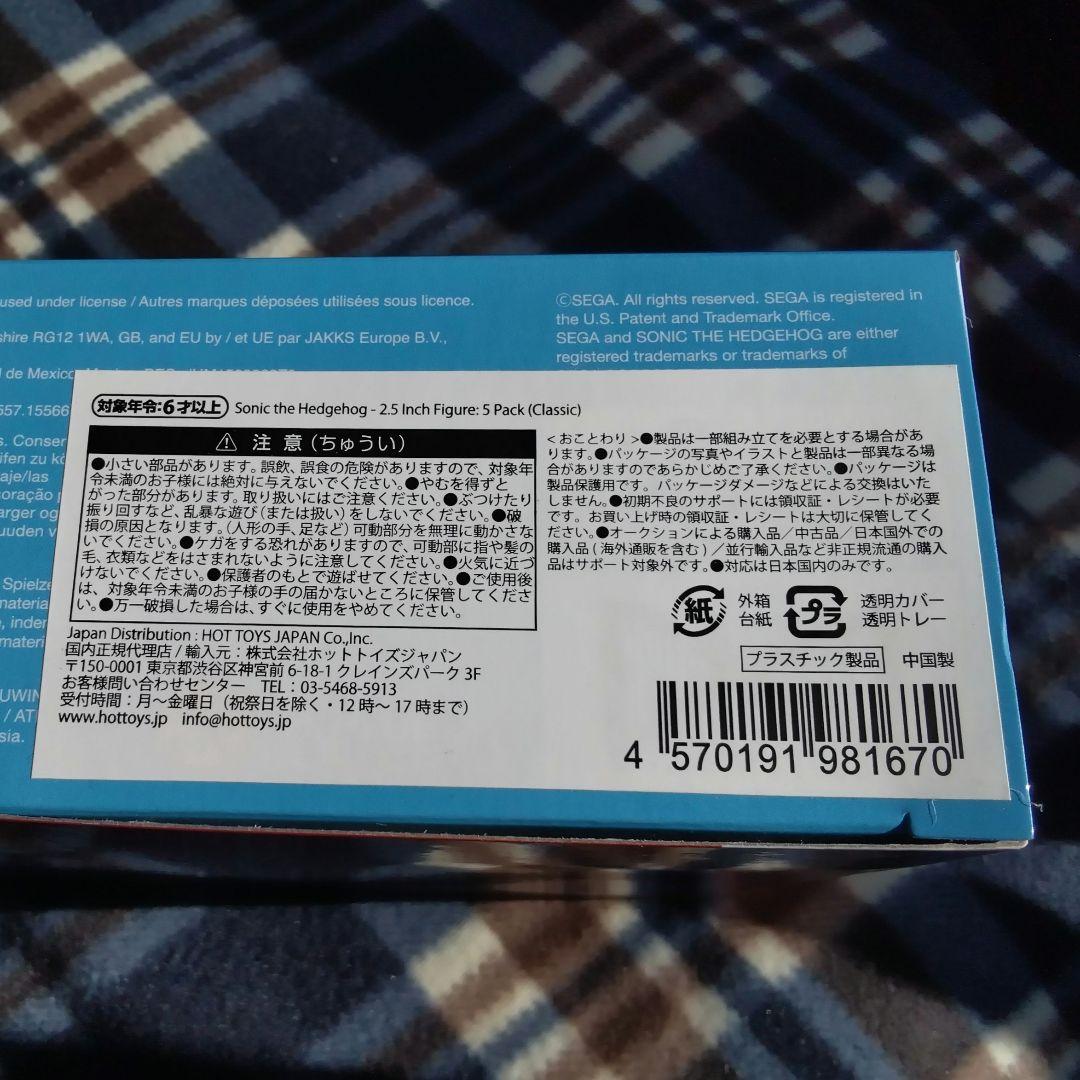 used under license / Autres marques déposées utilisées sous licence.
shire RG12 1WA, GB, and EU by / et UE par JAKKS Europe B.V.,
l de Mexico
557.15566
s. Conser
ifen zu kö
aje/las
oração
arger og
uuden v
Spielze
materia
, inder
materi
UWIN
/ AT
sia.
©SEGA. All rights reserved. SEGA is registered in
the U.S. Patent and Trademark Office.
SEGA and SONIC THE HEDGEHOG are either
registered trademarks or trademarks of
対象年令:6才以上 Sonic the Hedgehog - 2.5 Inch Figure: 5 Pack (Classic)
⚠ 注意(ちゅうい)
●小さい部品があります。誤飲、誤食の危険がありますので、対象年
令未満のお子様には絶対に与えないでください。●やむを得ずと
がった部分があります。取り扱いにはご注意ください。●ぶつけたり
振り回すなど、乱暴な遊び(または扱い)をしないでください。●破
損の原因となります。(人形の手、足など)可動部分を無理に動かさな
いでください。●ケガをする恐れがありますので、可動部に指や髪の
毛、衣類などをはさまれないように注意してください。●火気に近づ
けないでください。●保護者のもとで遊ばせてください。●ご使用後
は、対象年令未満のお子様の手の届かないところに保管してくださ
い。●万一破損した場合は、すぐに使用をやめてください。
Japan Distribution : HOT TOYS JAPAN Co.,Inc.
国内正規代理店 / 輸入元:株式会社ホットトイズジャパン
〒150-0001 東京都渋谷区神宮前 6-18-1 クレインズパーク 3F
お客様問い合わせセンター TEL:03-5468-5913
受付時間:月~金曜日(祝祭日を除く・12時~17時まで)
www.hottoys.jp info@hottoys.jp
<おことわり>●製品は一部組み立てを必要とする場合があ
ります。●パッケージの写真やイラストと製品は一部異なる場
合がありますのであらかじめご了承ください。●パッケージは
製品保護用です。パッケージダメージなどによる交換はいた
しません。●初期不良のサポートには領収証・レシートが必要
です。お買い上げ時の領収証・レシートは大切に保管してくだ
さい。●オークションによる購入品/中古品/日本国外での
購入品(海外通販を含む)/並行輸入品など非正規流通の購入
品はサポート対象外です。●対応は日本国内のみです。
紙 外箱 台紙 プラ 透明カバー 透明トレー
プラスチック製品 中国製
4 570191 981670